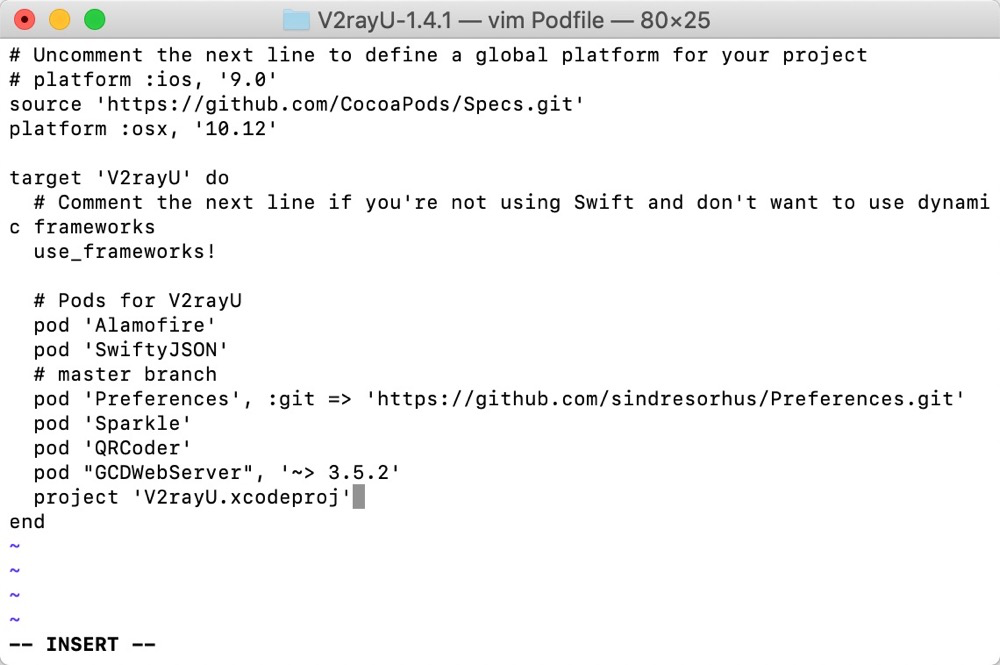 V2rayU-1.4.1 — vim Podfile — 80×25
# Uncomment the next line to define a global platform for your project
# platform :ios, '9.0'
source 'https://github.com/CocoaPods/Specs.git'
platform :osx, '10.12'

target 'V2rayU' do
  # Comment the next line if you're not using Swift and don't want to use dynami
c frameworks
  use_frameworks!

  # Pods for V2rayU
  pod 'Alamofire'
  pod 'SwiftyJSON'
  # master branch
  pod 'Preferences', :git => 'https://github.com/sindresorhus/Preferences.git'
  pod 'Sparkle'
  pod 'QRCoder'
  pod "GCDWebServer", '~> 3.5.2'
  project 'V2rayU.xcodeproj'
end
~
~
~
~
-- INSERT --